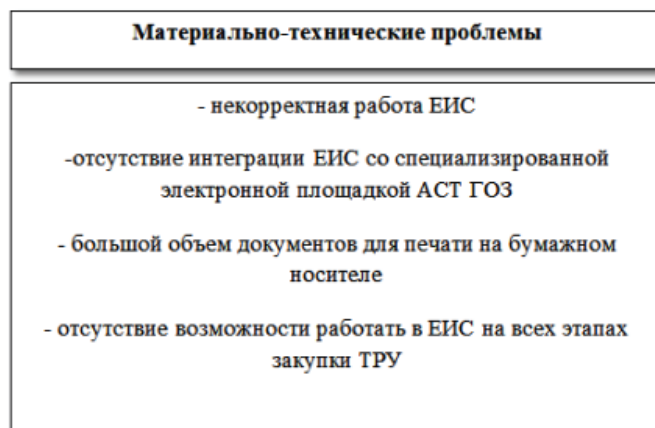 Материально-технические проблемы
- некорректная работа ЕИС
-отсутствие интеграции ЕИС со специализированной
электронной площадкой АСТ ГОЗ
- большой объем документов для печати на бумажном
носителе
- отсутствие возможности работать в ЕИС на всех этапах
закупки ТРУ